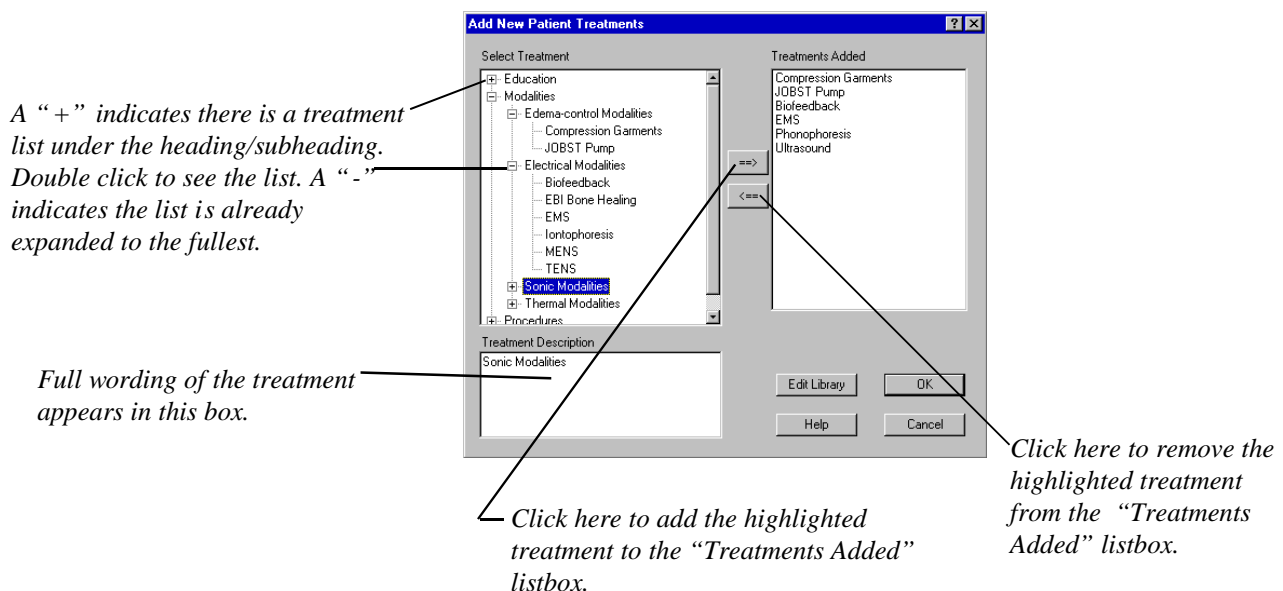 Add New Patient Treatments
Select Treatment
Education
Modalities
Edema-control Modalities
Compression Garments
JOBST Pump
Electrical Modalities
Biofeedback
EBI Bone Healing
EMS
Iontophoresis
MENS
TENS
Sonic Modalities
Thermal Modalities
Procedures
Treatment Description
Sonic Modalities
==>
<==
Treatments Added
Compression Garments
JOBST Pump
Biofeedback
EMS
Phonophoresis
Ultrasound
Edit Library
OK
Help
Cancel
A “+” indicates there is a treatment
list under the heading/subheading.
Double click to see the list. A “-”
indicates the list is already
expanded to the fullest.
Full wording of the treatment
appears in this box.
Click here to add the highlighted
treatment to the “Treatments Added”
listbox.
Click here to remove the
highlighted treatment
from the “Treatments
Added” listbox.